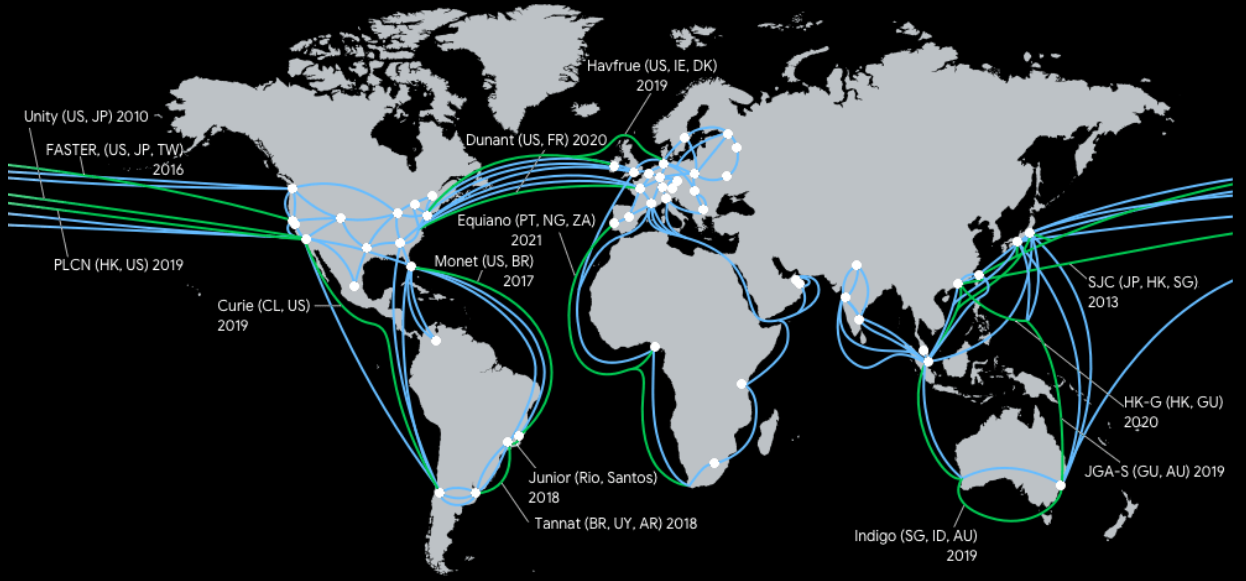 Havfrue (US, IE, DK)
2019
Unity (US, JP) 2010
FASTER, (US, JP, TW)
2016
Dunant (US, FR) 2020
Equiano (PT, NG, ZA)
2021
PLCN (HK, US) 2019
Monet (US, BR)
2017
Curie (CL, US)
2019
SJC (JP, HK, SG)
2013
HK-G (HK, GU)
2020
JGA-S (GU, AU) 2019
Junior (Rio, Santos)
2018
Tannat (BR, UY, AR) 2018
Indigo (SG, ID, AU)
2019